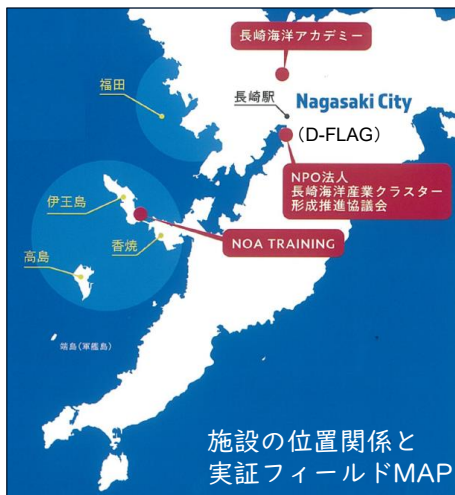 長崎海洋アカデミー
福田
長崎駅
Nagasaki City
(D-FLAG)
NPO法人
長崎海洋産業クラスター
形成推進協議会
伊王島
香焼
NOA TRAINING
高島
端島(軍艦島)
施設の位置関係と
実証フィールドMAP